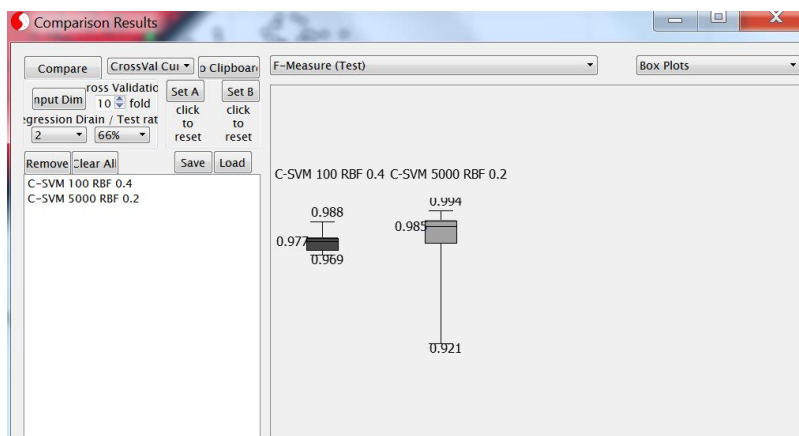 Comparison Results
Compare
CrossVal Cur
o Clipboar
F-Measure (Test)
Box Plots
nput Dim
ross Validatio
10 fold
Set A
Set B
click
to
reset
click
to
reset
egression D
rain / Test rat
2
66%
Remove
Clear All
Save
Load
C-SVM 100 RBF 0.4
C-SVM 5000 RBF 0.2
C-SVM 100 RBF 0.4 C-SVM 5000 RBF 0.2
0.988
0.977
0.969
0.994
0.985
0.921